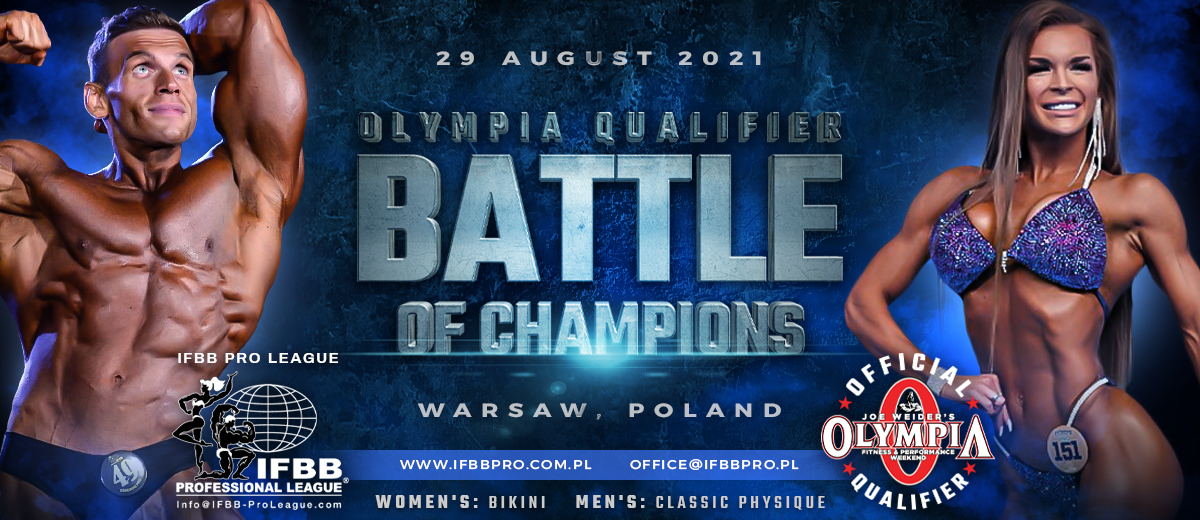 29 AUGUST 2021
OLYMPIA QUALIFIER
BATTLE
OF CHAMPIONS
WARSAW, POLAND
WWW.IFBBPRO.COM.PL OFFICE@IFBBPRO.PL
WOMEN'S: BIKINI MEN'S: CLASSIC PHYSIQUE
IFBB PRO LEAGUE
IFBB
PROFESSIONAL LEAGUE®
Info@IFBB-ProLeague.com
49
OFFICIAL
JOE WEIDER'S
OLYMPIA
FITNESS & PERFORMANCE
WEEKEND
QUALIFIER
151